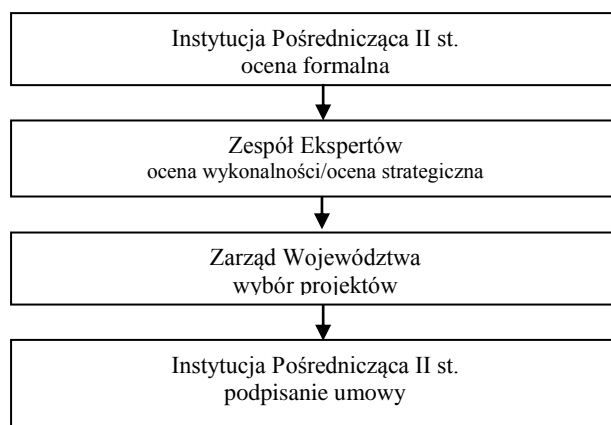 Instytucja Pośrednicząca II st.
ocena formalna
Zespół Ekspertów
ocena wykonalności/ocena strategiczna
Zarząd Województwa
wybór projektów
Instytucja Pośrednicząca II st.
podpisanie umowy